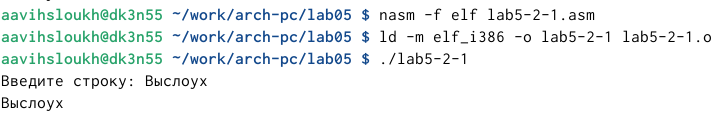 aavihsloukh@dk3n55 ~/work/arch-pc/lab05 $ nasm -f elf lab5-2-1.asm
aavihsloukh@dk3n55 ~/work/arch-pc/lab05 $ ld -m elf_i386 -o lab5-2-1 lab5-2-1.o
aavihsloukh@dk3n55 ~/work/arch-pc/lab05 $ ./lab5-2-1
Введите строку: Выслоух
Выслоух